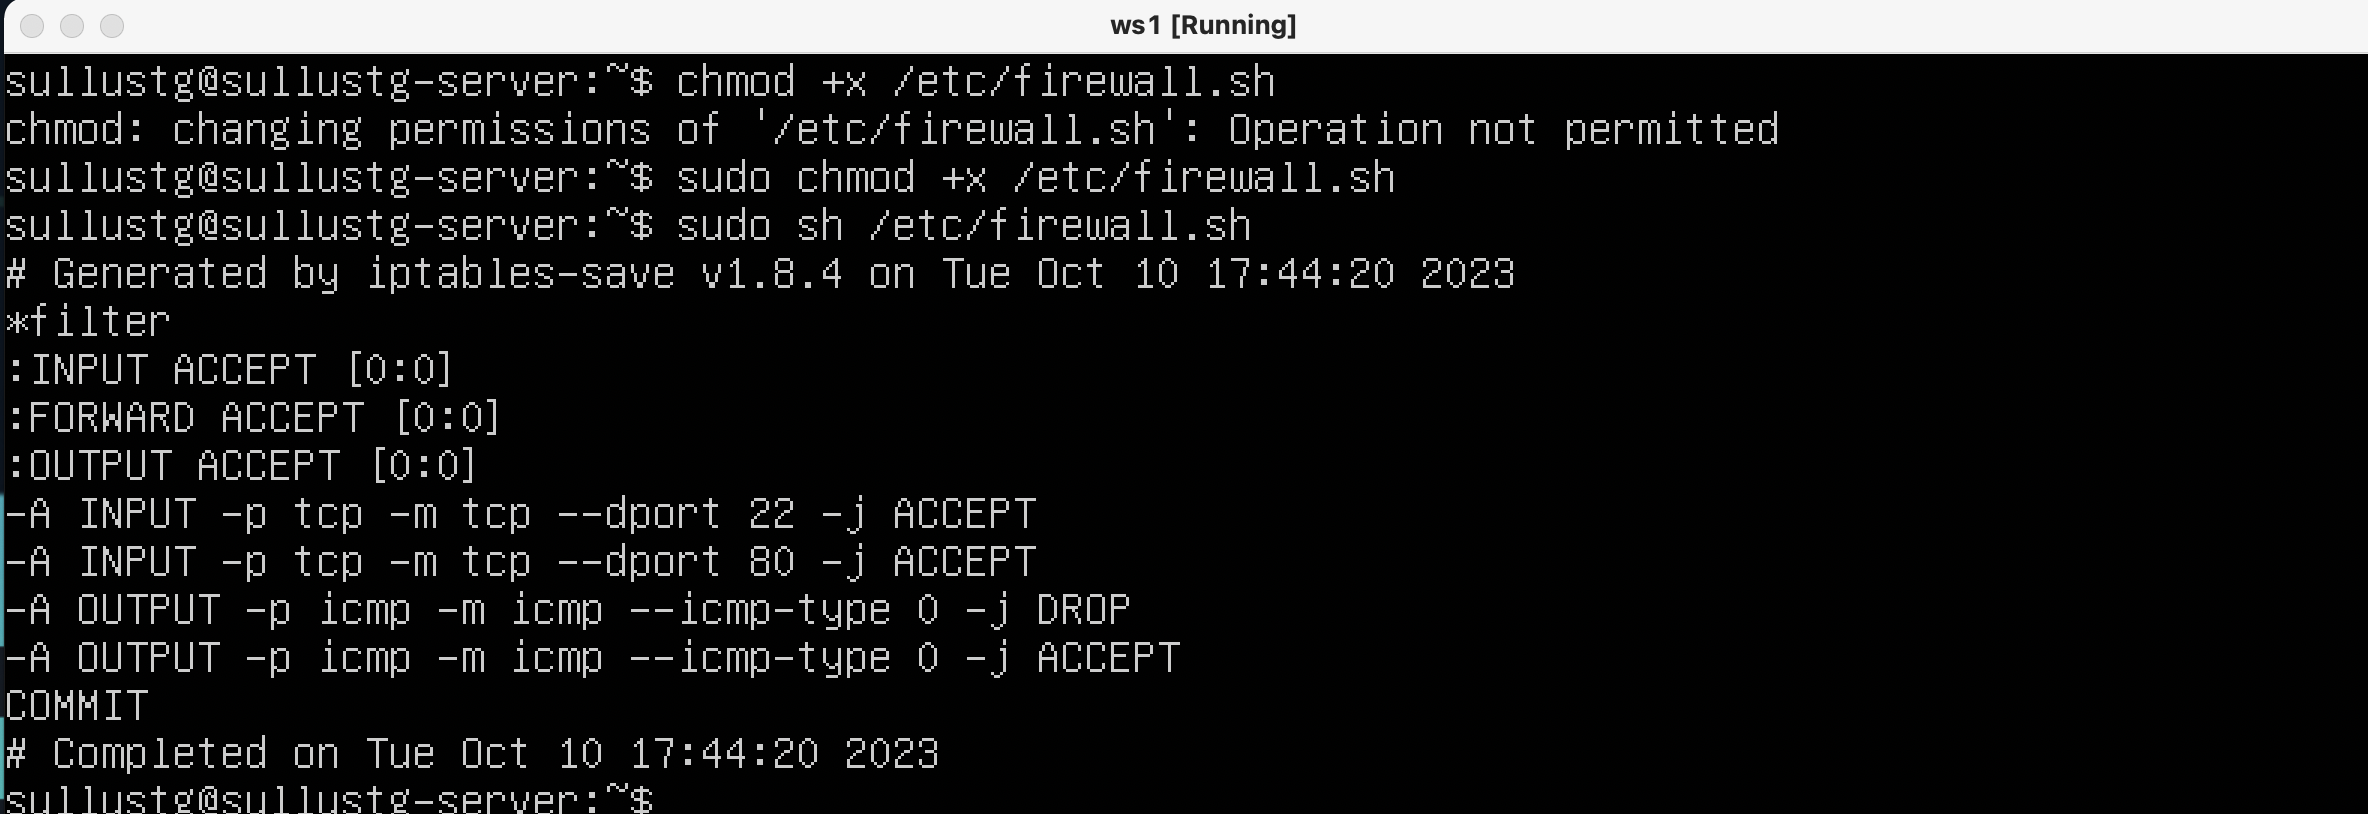 ws1 [Running]
sullustg@sullustg-server:~$ chmod +x /etc/firewall.sh
chmod: changing permissions of '/etc/firewall.sh': Operation not permitted
sullustg@sullustg-server:~$ sudo chmod +x /etc/firewall.sh
sullustg@sullustg-server:~$ sudo sh /etc/firewall.sh
# Generated by iptables-save v1.8.4 on Tue Oct 10 17:44:20 2023
*filter
:INPUT ACCEPT [0:0]
:FORWARD ACCEPT [0:0]
:OUTPUT ACCEPT [0:0]
-A INPUT -p tcp -m tcp --dport 22 -j ACCEPT
-A INPUT -p tcp -m tcp --dport 80 -j ACCEPT
-A OUTPUT -p icmp -m icmp --icmp-type 0 -j DROP
-A OUTPUT -p icmp -m icmp --icmp-type 0 -j ACCEPT
COMMIT
# Completed on Tue Oct 10 17:44:20 2023
sullustg@sullustg-server:~$